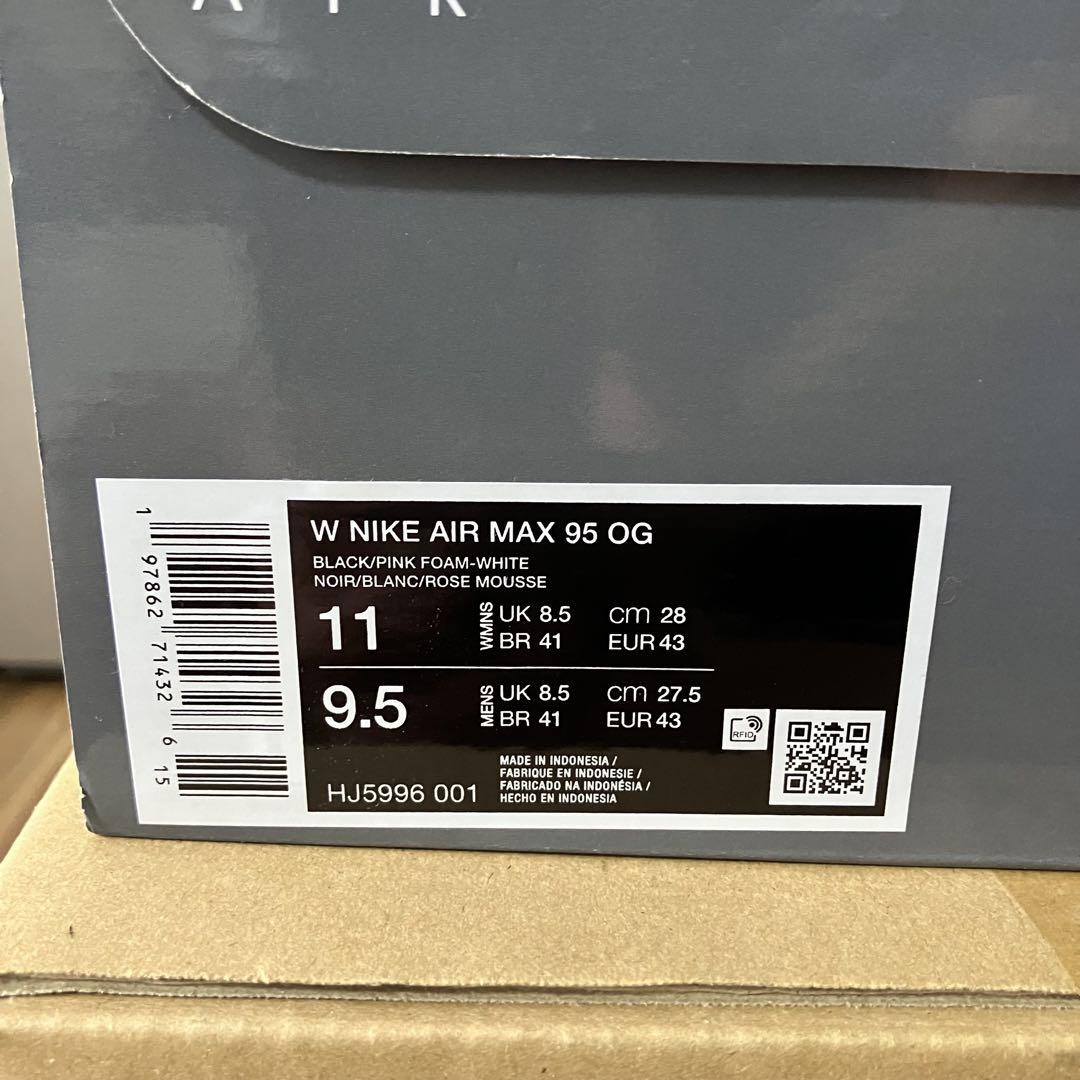 AIR
W NIKE AIR MAX 95 OG
BLACK/PINK FOAM-WHITE
NOIR/BLANC/ROSE MOUSSE
11 WMNS UK 8.5 cm 28
BR 41 EUR 43
9.5 MENS UK 8.5 cm 27.5
BR 41 EUR 43
RFID
HJ5996 001
MADE IN INDONESIA /
FABRIQUE EN INDONESIE /
FABRICADO NA INDONÉSIA /
HECHO EN INDONESIA
1 97862 71432 6 15